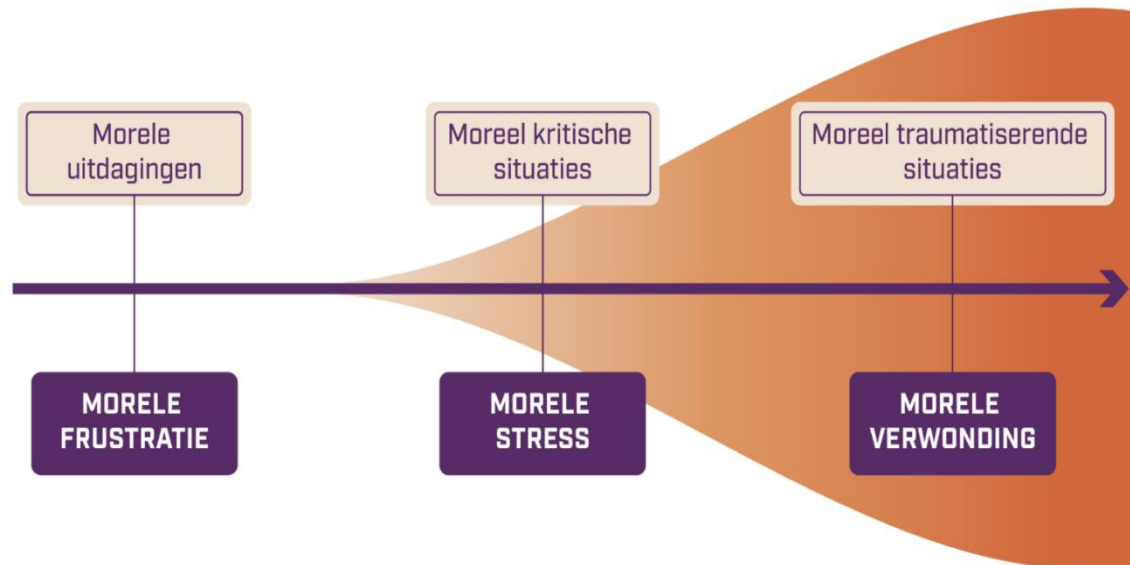 Morele
uitdagingen
Moreel kritische
situaties
Moreel traumatiserende
situaties
MORELE
FRUSTRATIE
MORELE
STRESS
MORELE
VERWONDING